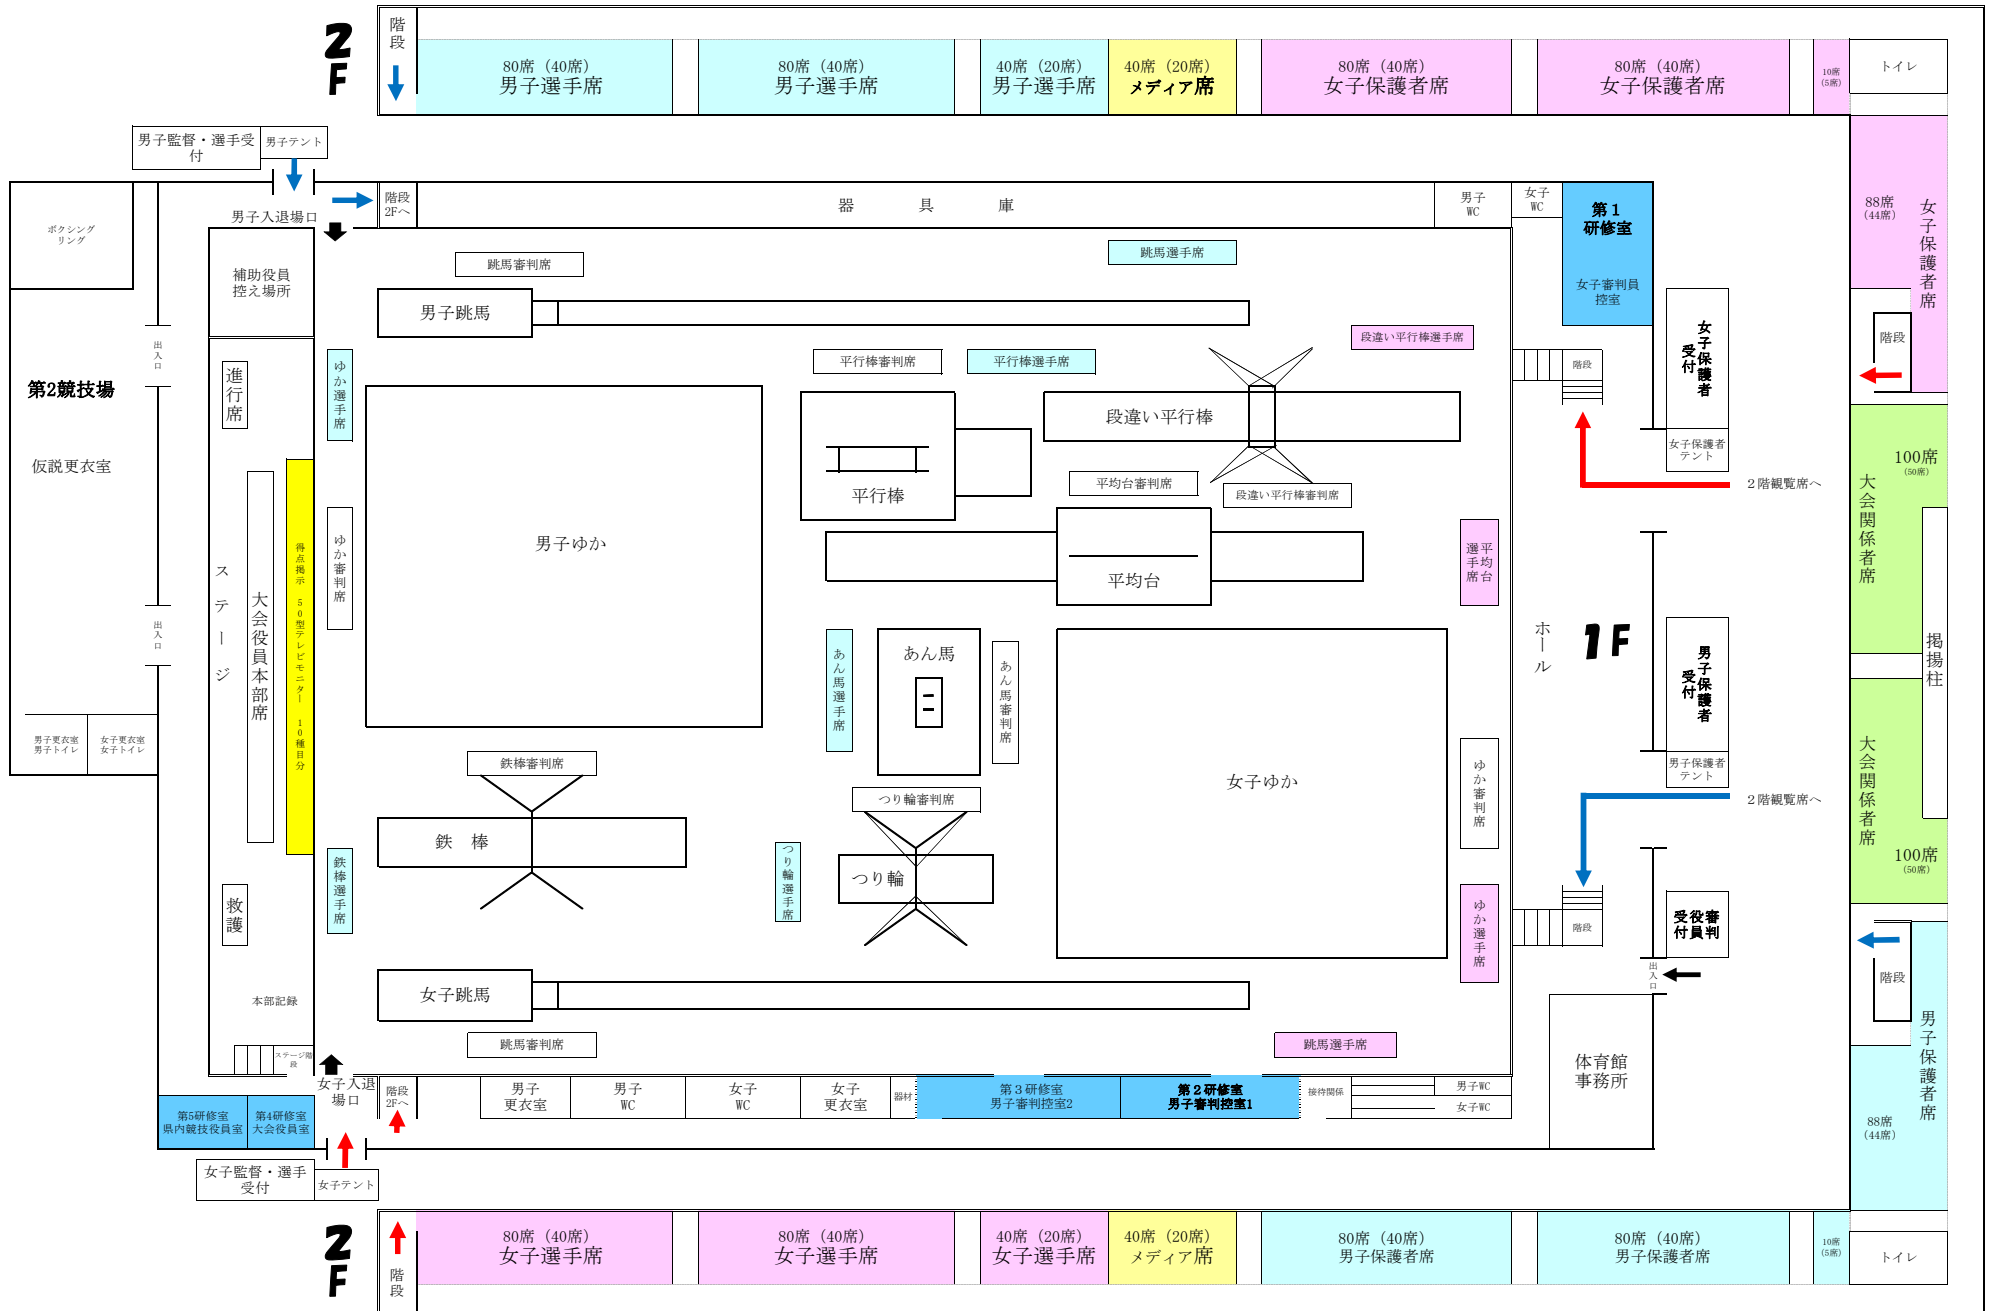 2F
階段
80席（40席）
男子選手席
80席（40席）
男子選手席
40席（20席）
男子選手席
40席（20席）
メディア席
80席（40席）
女子保護者席
80席（40席）
女子保護者席
10席
（5席）
トイレ
男子監督・選手受
付
男子テント
男子入退場口
階段
2Fへ
器　具　庫
男子
WC
女子
WC
第１
研修室
女子審判員
控室
88席
（44席）
女子保護者席
階段
ボクシング
リング
補助役員
控え場所
跳馬審判席
跳馬選手席
男子跳馬
段違い平行棒選手席
平行棒審判席
平行棒選手席
階段
女子保護者
受付
女子保護者
テント
２階観覧席へ
出入口
第2競技場
仮説更衣室
進行席
ゆか選手席
段違い平行棒
平行棒
平均台審判席
段違い平行棒審判席
100席
（50席）
大会関係者席
男子ゆか
ゆか審判席
得点掲示　５０型テレビモニター　１０種目分
ステージ
大会役員本部席
平均台
平均台
選手席
出入口
あん馬選手席
あん馬
あん馬審判席
ホール
1F
男子保護者
受付
男子保護者
テント
掲揚柱
男子更衣室
男子トイレ
女子更衣室
女子トイレ
鉄棒審判席
つり輪審判席
女子ゆか
ゆか審判席
２階観覧席へ
大会関係者席
100席
（50席）
鉄　棒
鉄棒選手席
つり輪選手席
つり輪
救護
ゆか選手席
階段
審判
役員
受付
出入口
階段
本部記録
女子跳馬
跳馬審判席
跳馬選手席
ステージ階
段
体育館
事務所
男子保護者席
88席
（44席）
女子入退
場口
階段
2Fへ
男子
更衣室
男子
WC
女子
WC
女子
更衣室
器材
第３研修室
男子審判控室2
第２研修室
男子審判控室1
接待関係
男子WC
女子WC
第5研修室
県内競技役員室
第4研修室
大会役員室
女子監督・選手
受付
女子テント
2F
階段
80席（40席）
女子選手席
80席（40席）
女子選手席
40席（20席）
女子選手席
40席（20席）
メディア席
80席（40席）
男子保護者席
80席（40席）
男子保護者席
10席
（5席）
トイレ